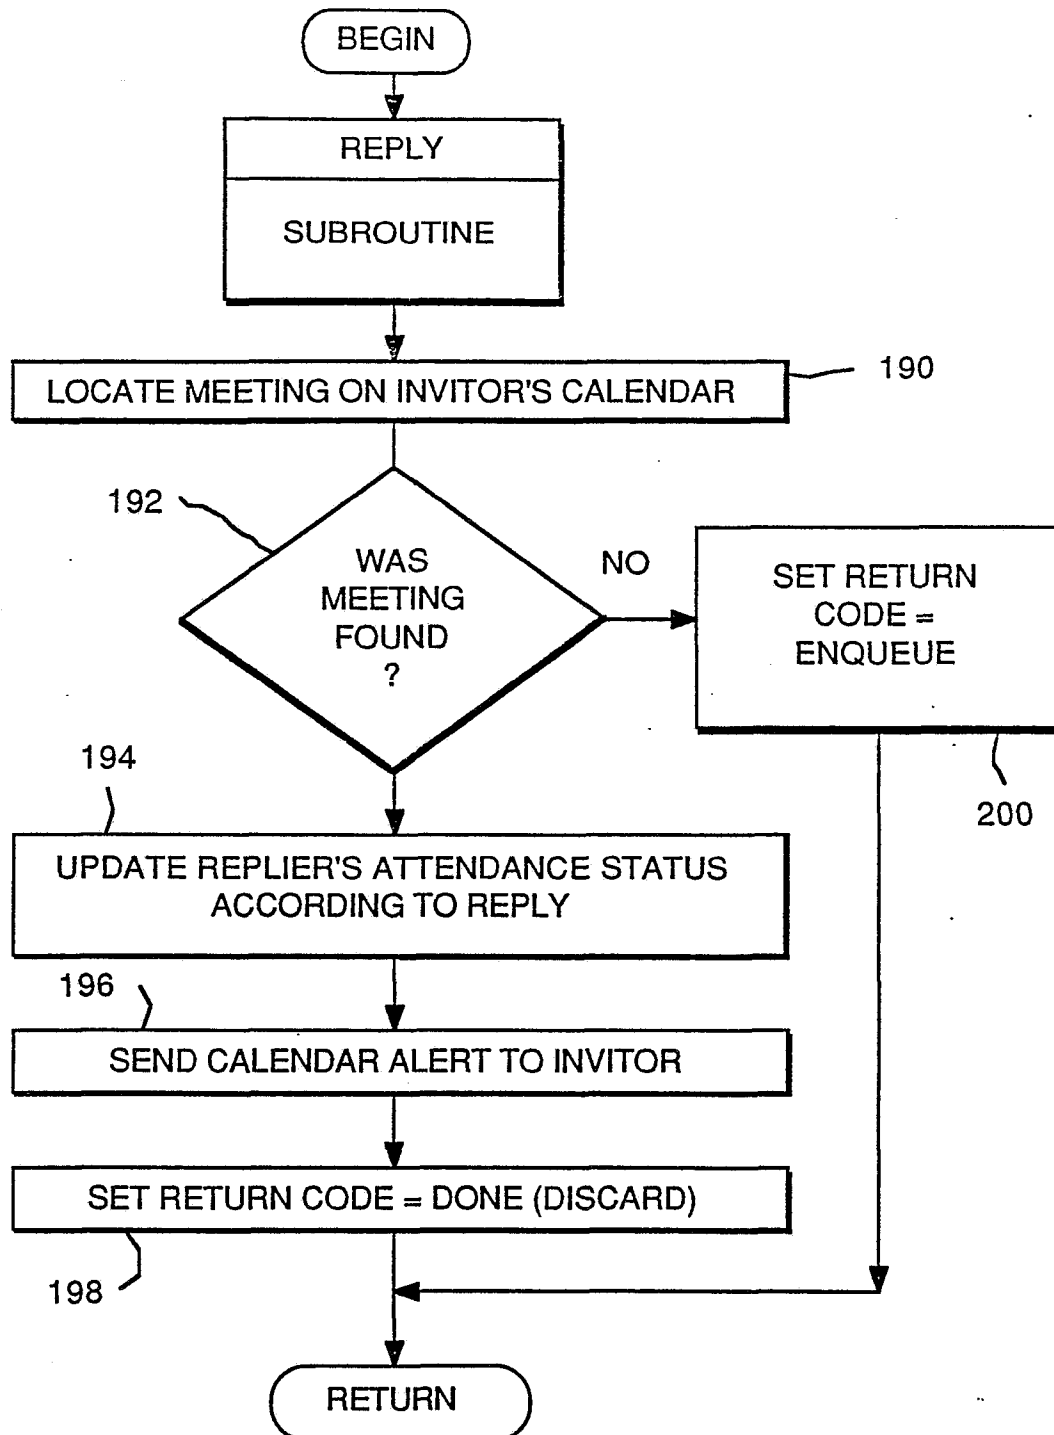 BEGIN
REPLY
SUBROUTINE
LOCATE MEETING ON INVITOR'S CALENDAR
190
192
WAS
MEETING
FOUND
?
NO
SET RETURN
CODE =
ENQUEUE
200
194
UPDATE REPLIER'S ATTENDANCE STATUS
ACCORDING TO REPLY
196
SEND CALENDAR ALERT TO INVITOR
SET RETURN CODE = DONE (DISCARD)
198
RETURN